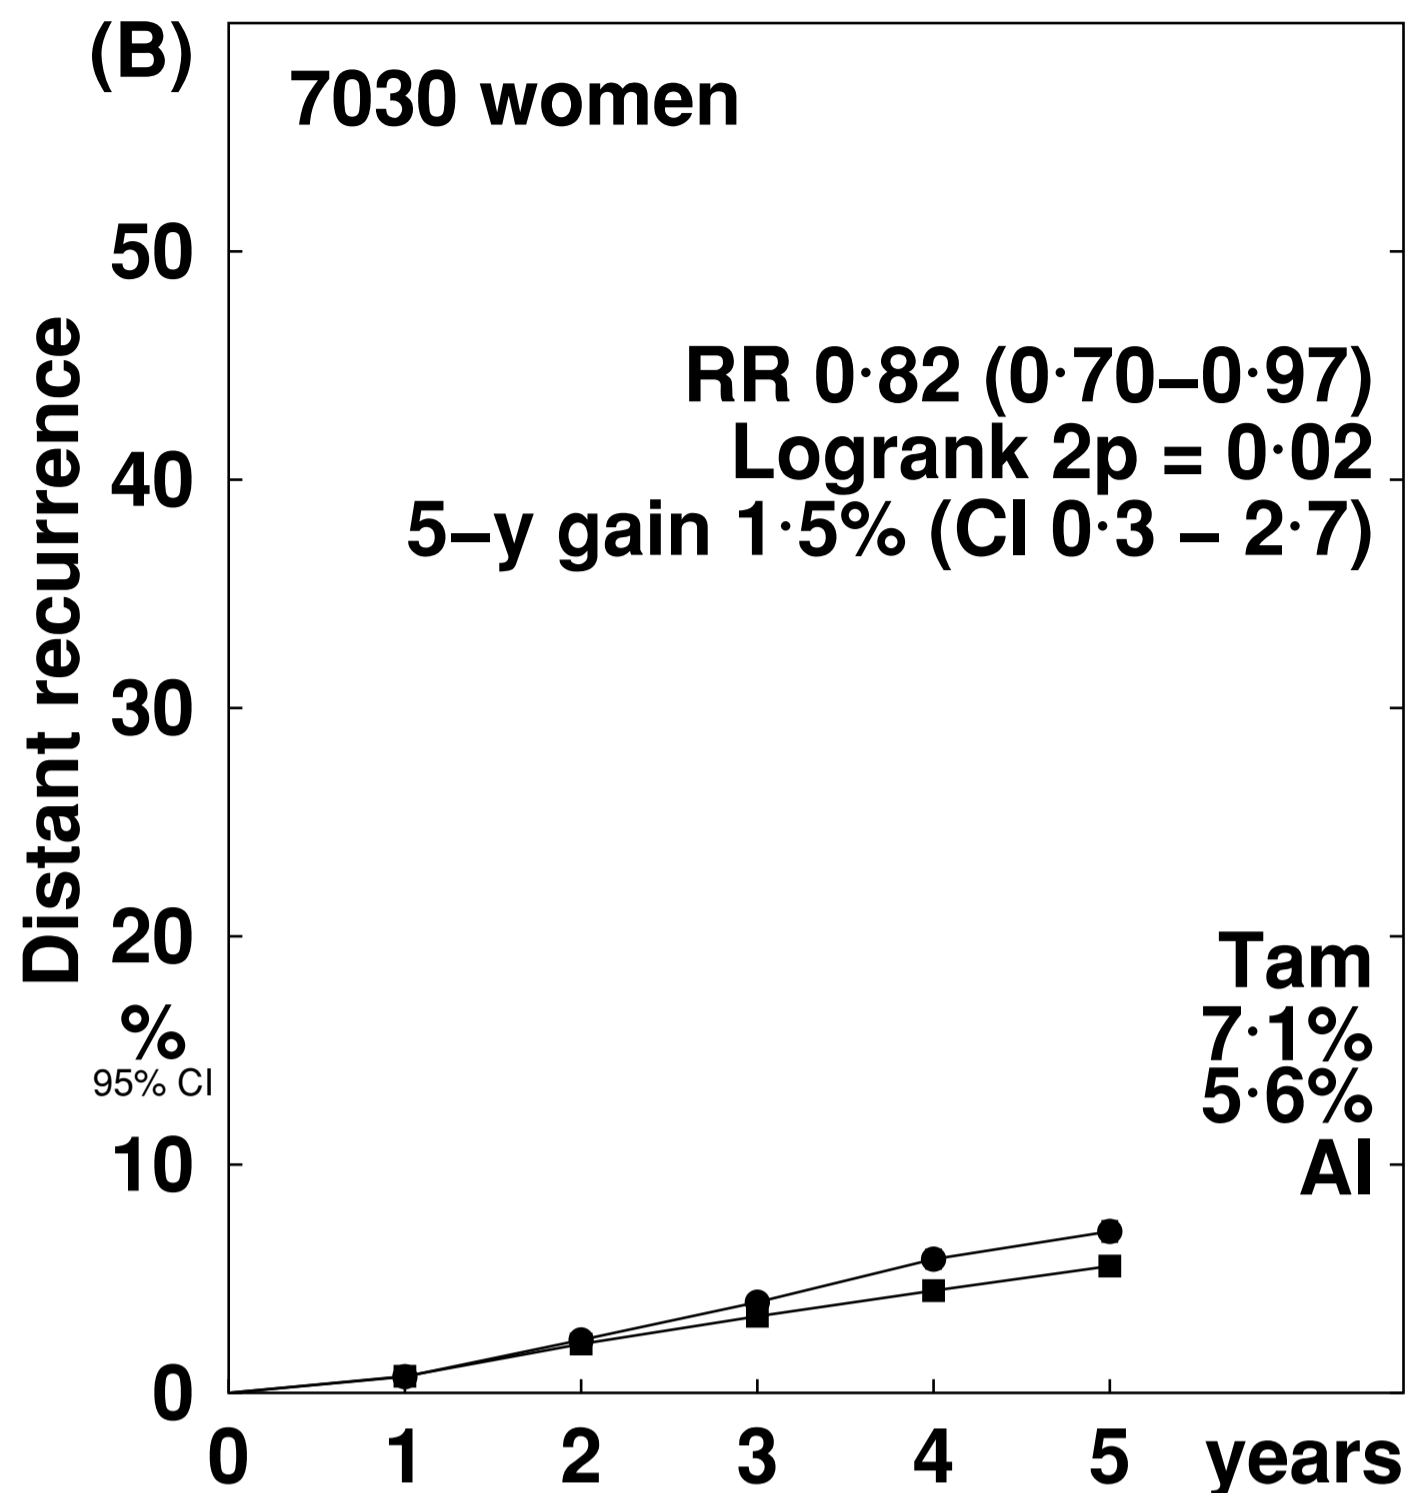 (B)
7030 women
50
RR 0·82 (0·70–0·97)
Logrank 2p = 0·02
40
5–y gain 1·5% (CI 0·3 – 2·7)
Distant recurrence
30
20
Tam
%
7·1%
95% CI
5·6%
10
AI
0
0 1 2 3 4 5 years